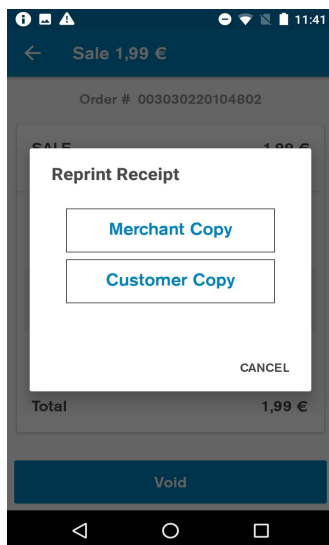 11:41
Sale 1,99 €
Order # 003030220104802
SALE 1,99 €
Reprint Receipt
Merchant Copy
Customer Copy
CANCEL
Total 1,99 €
Void